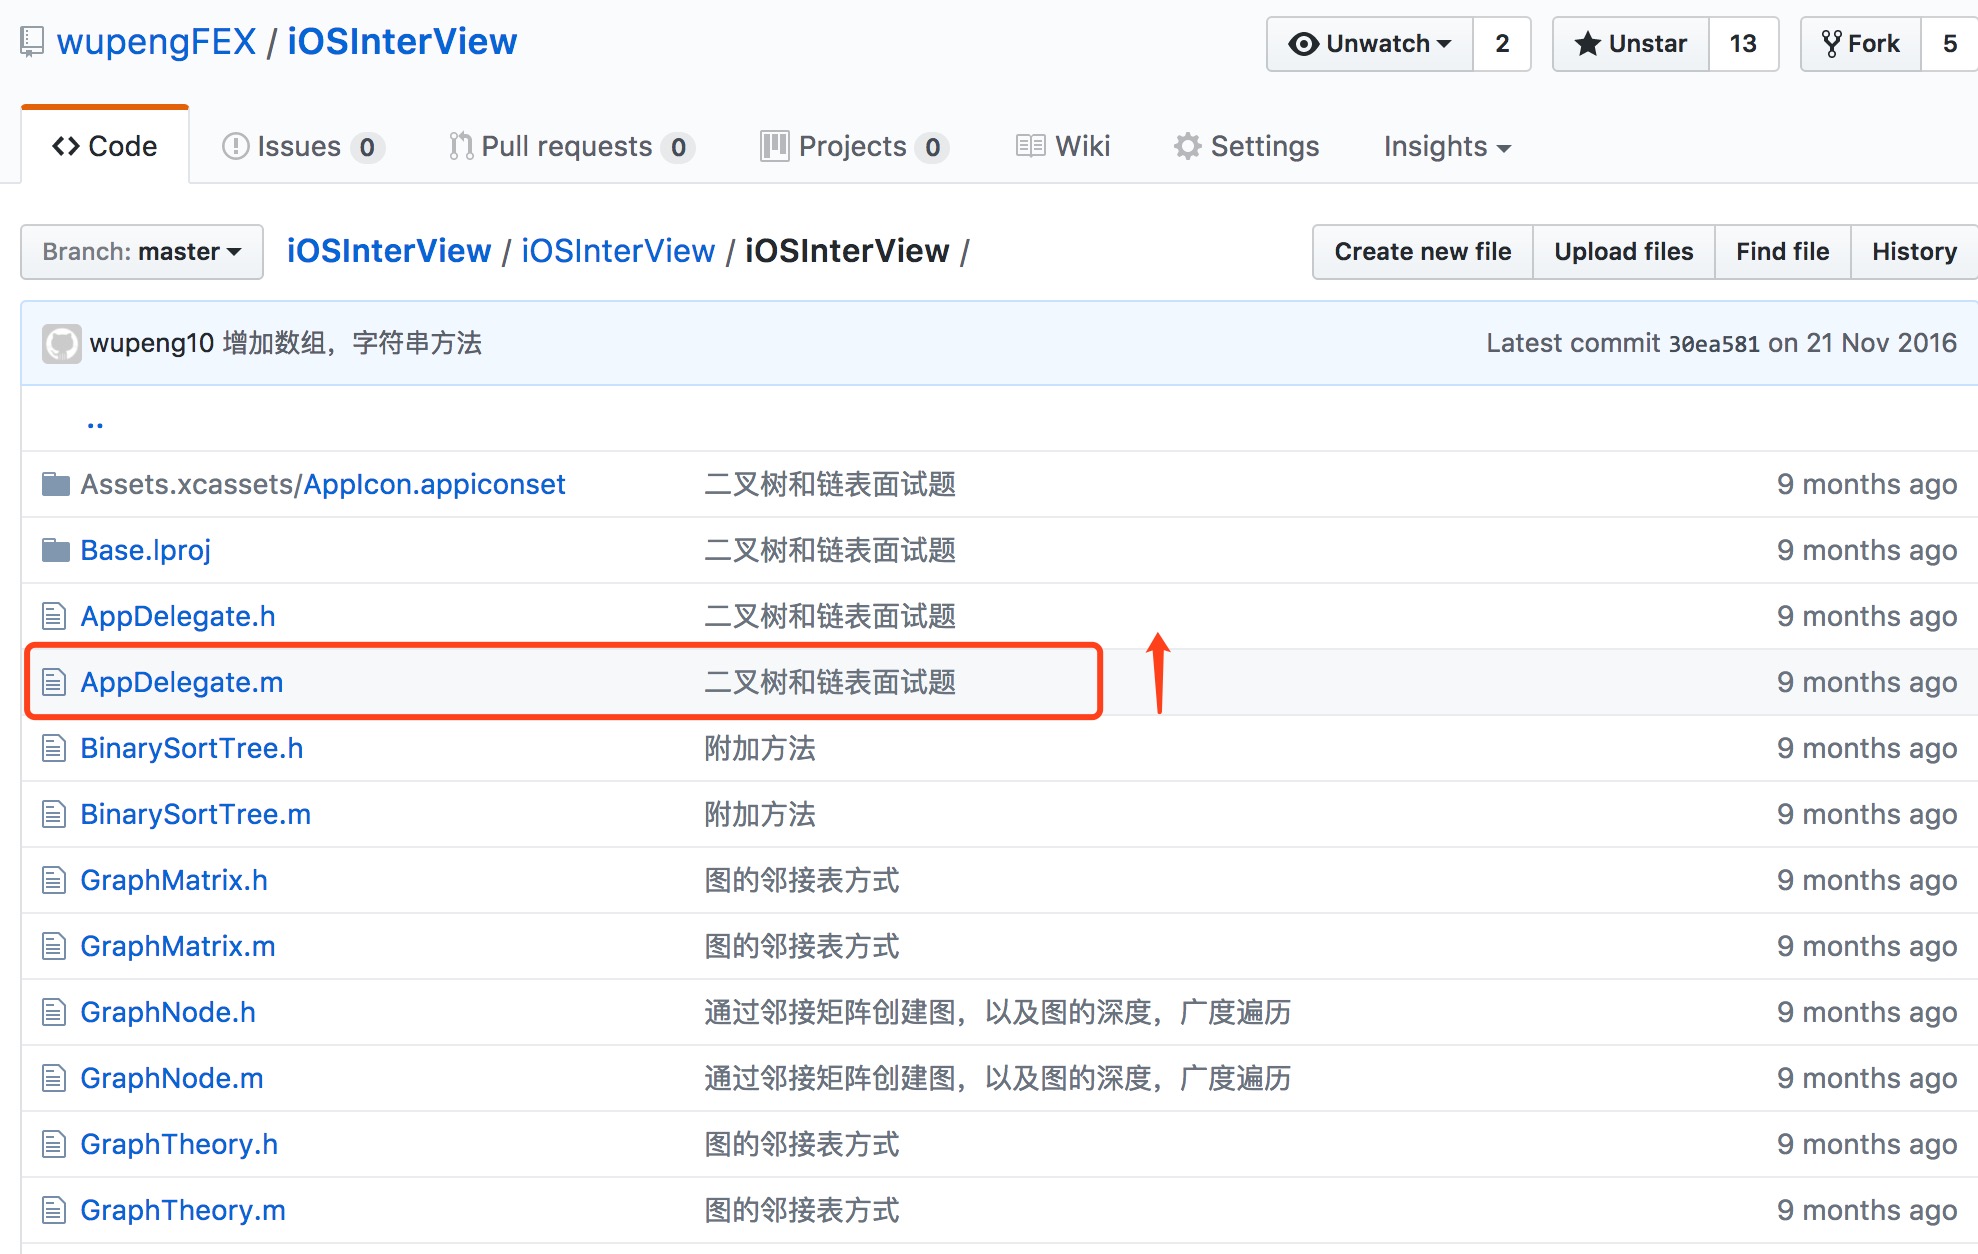 wupengFEX / iOSInterView Unwatch 2 Unstar 13 Fork 5
Code Issues 0 Pull requests 0 Projects 0 Wiki Settings Insights
Branch: master iOSInterView / iOSInterView / iOSInterView / Create new file Upload files Find file History
wupeng10 增加数组，字符串方法 Latest commit 30ea581 on 21 Nov 2016
..
Assets.xcassets/AppIcon.appiconset 二叉树和链表面试题 9 months ago
Base.lproj 二叉树和链表面试题 9 months ago
AppDelegate.h 二叉树和链表面试题 9 months ago
AppDelegate.m 二叉树和链表面试题 9 months ago
BinarySortTree.h 附加方法 9 months ago
BinarySortTree.m 附加方法 9 months ago
GraphMatrix.h 图的邻接表方式 9 months ago
GraphMatrix.m 图的邻接表方式 9 months ago
GraphNode.h 通过邻接矩阵创建图，以及图的深度，广度遍历 9 months ago
GraphNode.m 通过邻接矩阵创建图，以及图的深度，广度遍历 9 months ago
GraphTheory.h 图的邻接表方式 9 months ago
GraphTheory.m 图的邻接表方式 9 months ago